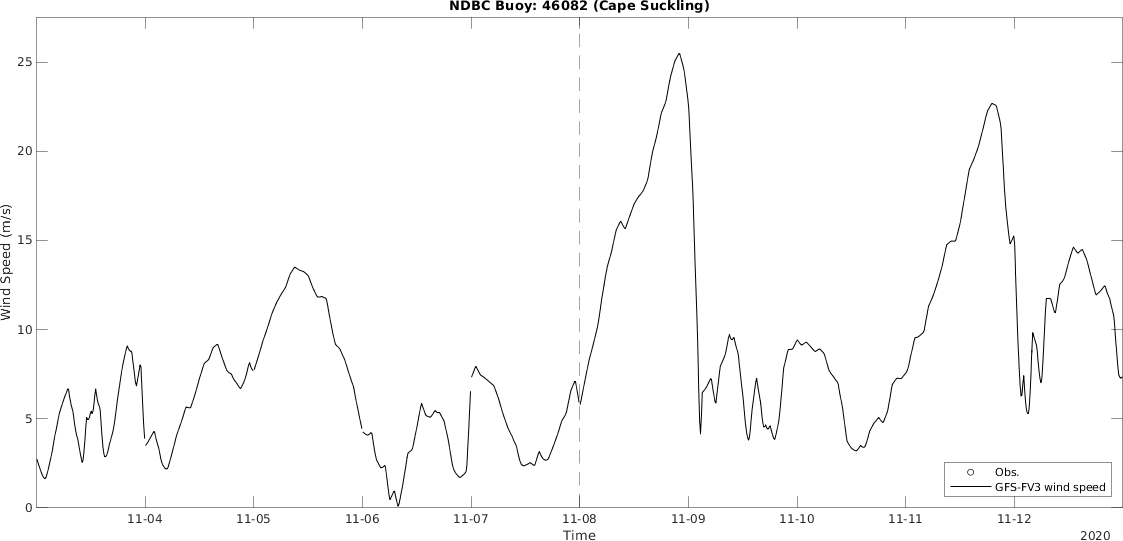 NDBC Buoy: 46082 (Cape Suckling)
Wind Speed (m/s)
25
20
15
10
5
0
11-04 11-05 11-06 11-07 11-08 11-09 11-10 11-11 11-12
Time
2020
Obs.
GFS-FV3 wind speed